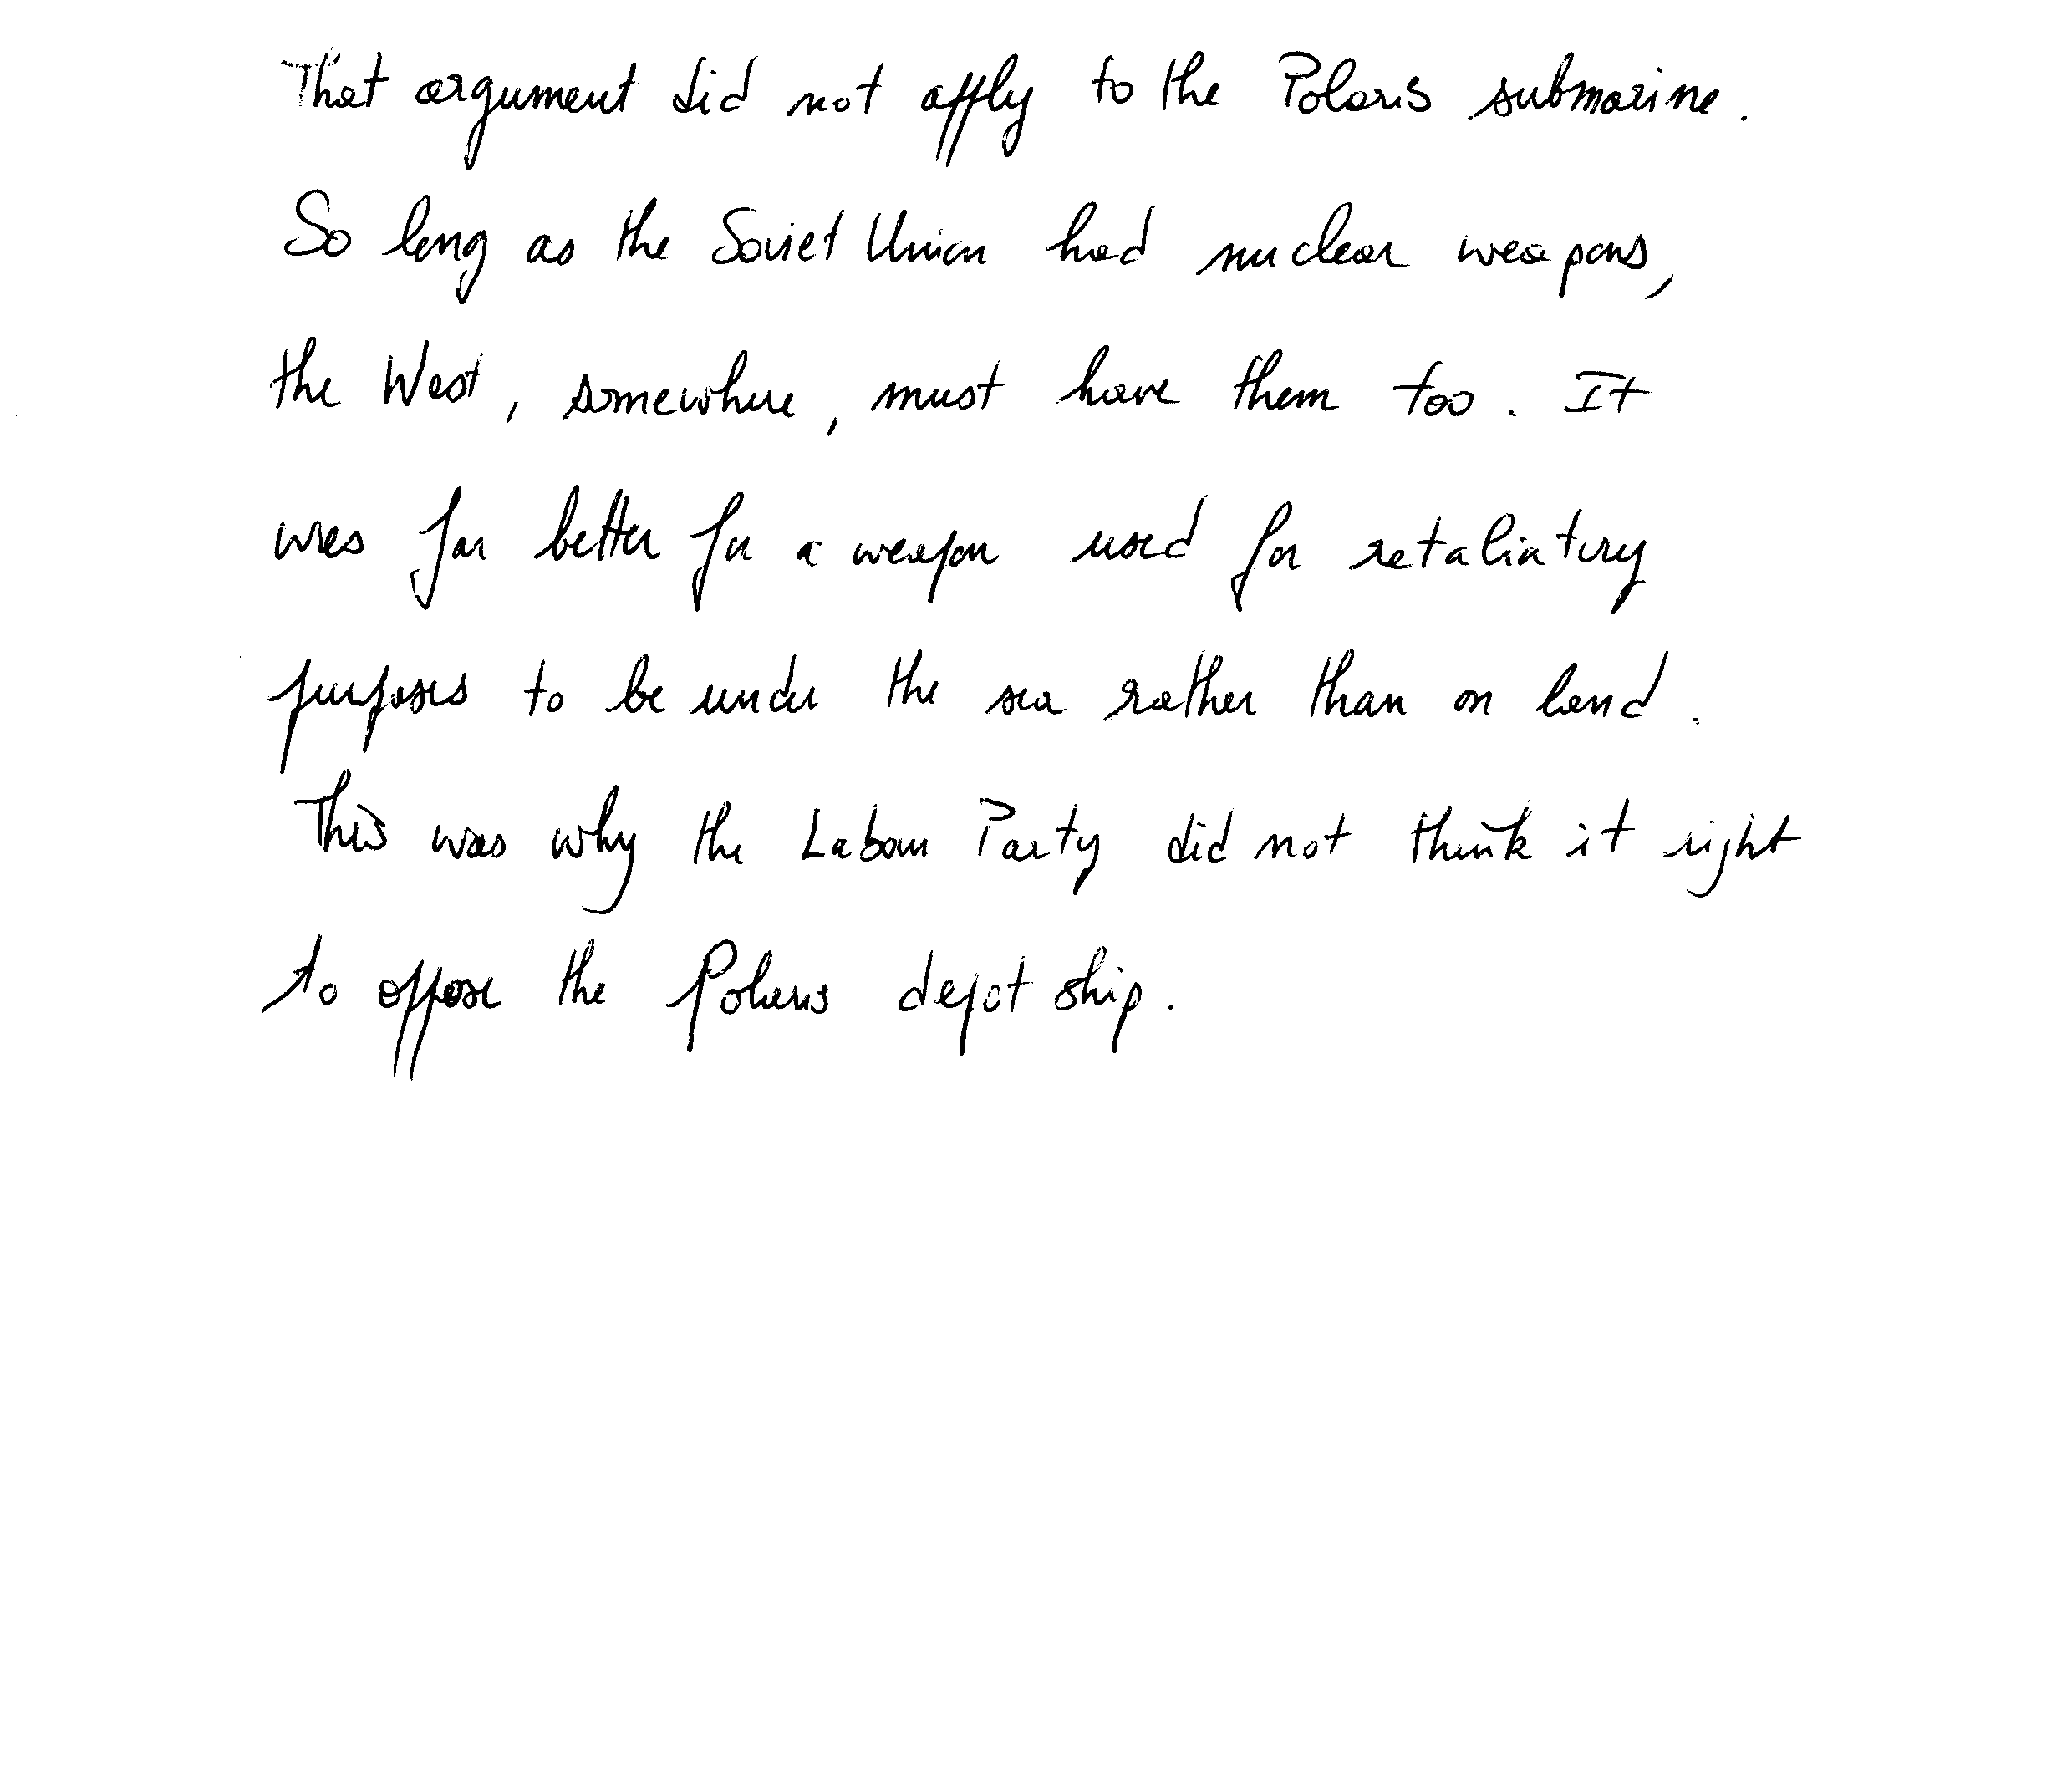 That argument did not apply to the Polaris submarine.
So long as the Soviet Union had nuclear weapons,
the West, somewhere, must have them too. It
was far better for a weapon used for retaliatory
purposes to be under the sea rather than on land.
This was why the Labour Party did not think it right
to oppose the Polaris depot ship.